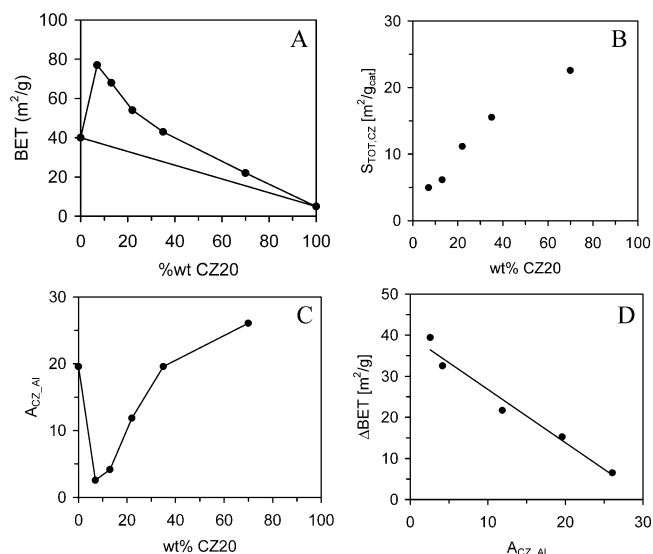 A
BET (m²/g)
100
80
60
40
20
0
0 20 40 60 80 100
%wt CZ20
B
S_TOT,CZ [m²/g_cat]
30
20
10
0
0 20 40 60 80 100
wt% CZ20
C
A_CZ_Al
30
20
10
0
0 20 40 60 80 100
wt% CZ20
D
ΔBET [m²/g]
50
40
30
20
10
0
0 10 20 30
A_CZ_Al